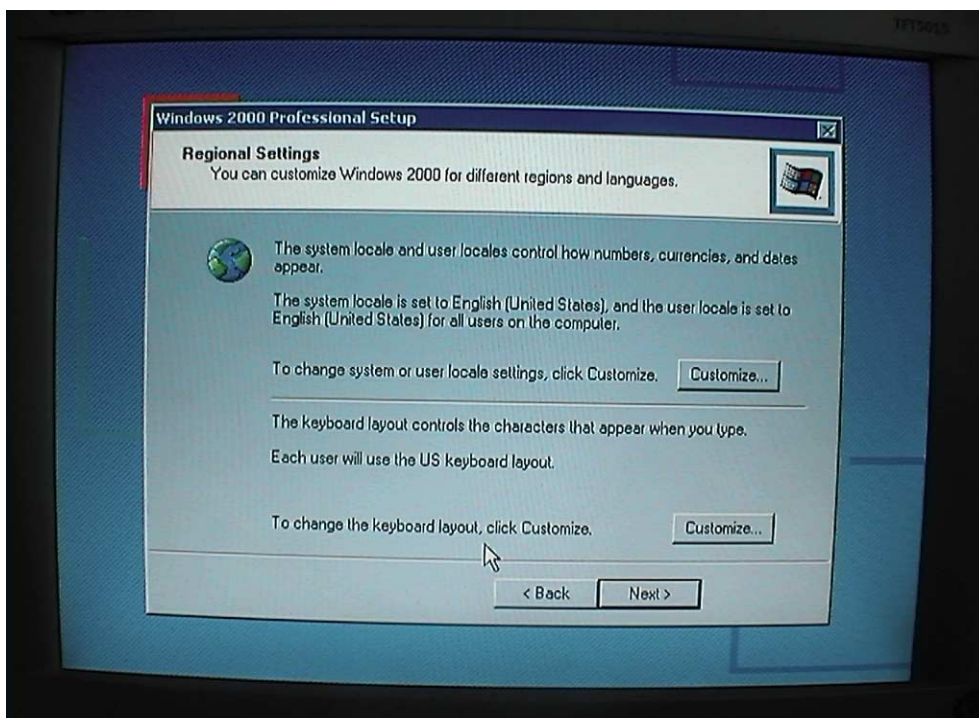 TFT5015
Windows 2000 Professional Setup
Regional Settings
You can customize Windows 2000 for different regions and languages.
The system locale and user locales control how numbers, currencies, and dates
appear.
The system locale is set to English (United States), and the user locale is set to
English (United States) for all users on the computer.
To change system or user locale settings, click Customize.
Customize...
The keyboard layout controls the characters that appear when you type.
Each user will use the US keyboard layout.
To change the keyboard layout, click Customize.
Customize...
< Back
Next >